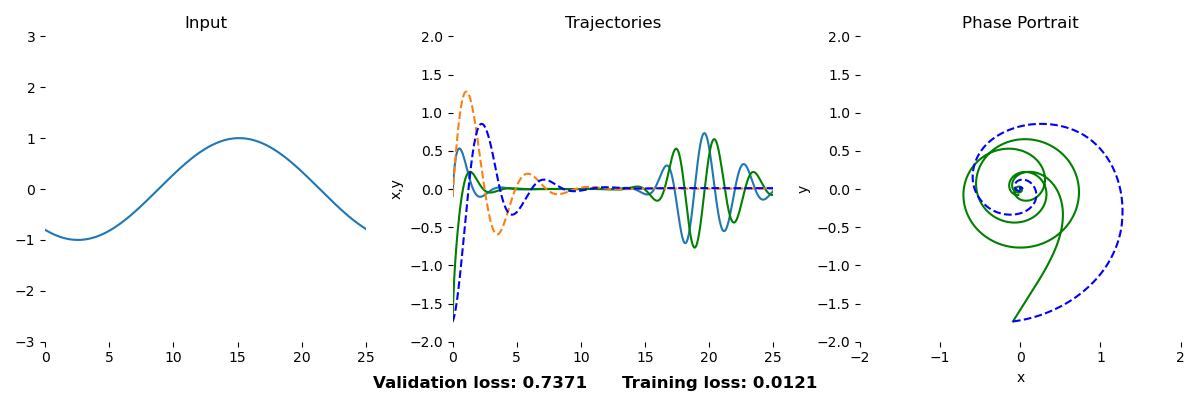 Input
3
2
1
0
−1
−2
−3
0 5 10 15 20 25
Trajectories
x,y
2.0
1.5
1.0
0.5
0.0
−0.5
−1.0
−1.5
−2.0
0 5 10 15 20 25
Phase Portrait
y
2.0
1.5
1.0
0.5
0.0
−0.5
−1.0
−1.5
−2.0
−2 −1 0 1 2
x
Validation loss: 0.7371 Training loss: 0.0121